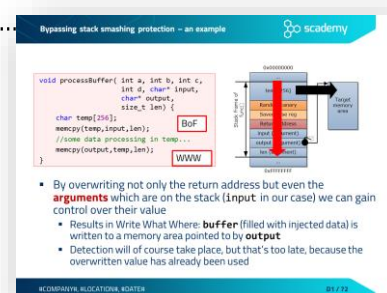 Bypassing stack smashing protection – an example
scademy
void processBuffer( int a, int b, int c,
int d, char* input,
char* output,
size_t len) {
char temp[256];
memcpy(temp,input,len);
//some data processing in temp...
memcpy(output,temp,len);
}
BoF
WWW
0x00000000
...
Stack frame of
Target
memory
area
...
0xFFFFFFFF
▪ By overwriting not only the return address but even the
arguments which are on the stack (input in our case) we can gain
control over their value
▪ Results in Write What Where: buffer (filled with injected data) is
written to a memory area pointed to by output
▪ Detection will of course take place, but that's too late, because the
overwritten value has already been used
#COMPANY#, #LOCATION#, #DATE#